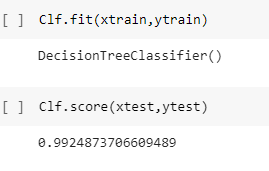 [ ] Clf.fit(xtrain,ytrain)
DecisionTreeClassifier()
[ ] Clf.score(xtest,ytest)
0.9924873706609489